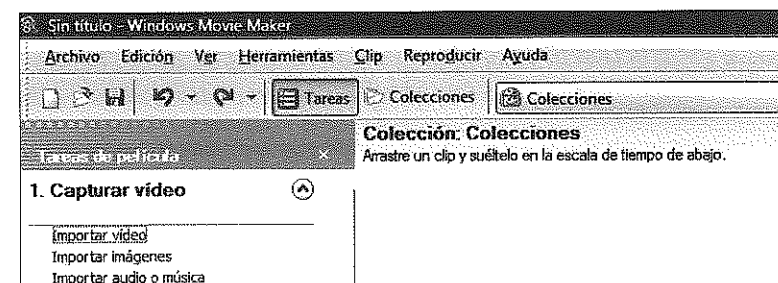 Sin título - Windows Movie Maker
Archivo Edición Ver Herramientas Clip Reproducir Ayuda
Tareas Colecciones Colecciones
Tareas de película
Colección: Colecciones
Arrastre un clip y suéltelo en la escala de tiempo de abajo.
1. Capturar vídeo
Importar vídeo
Importar imágenes
Importar audio o música